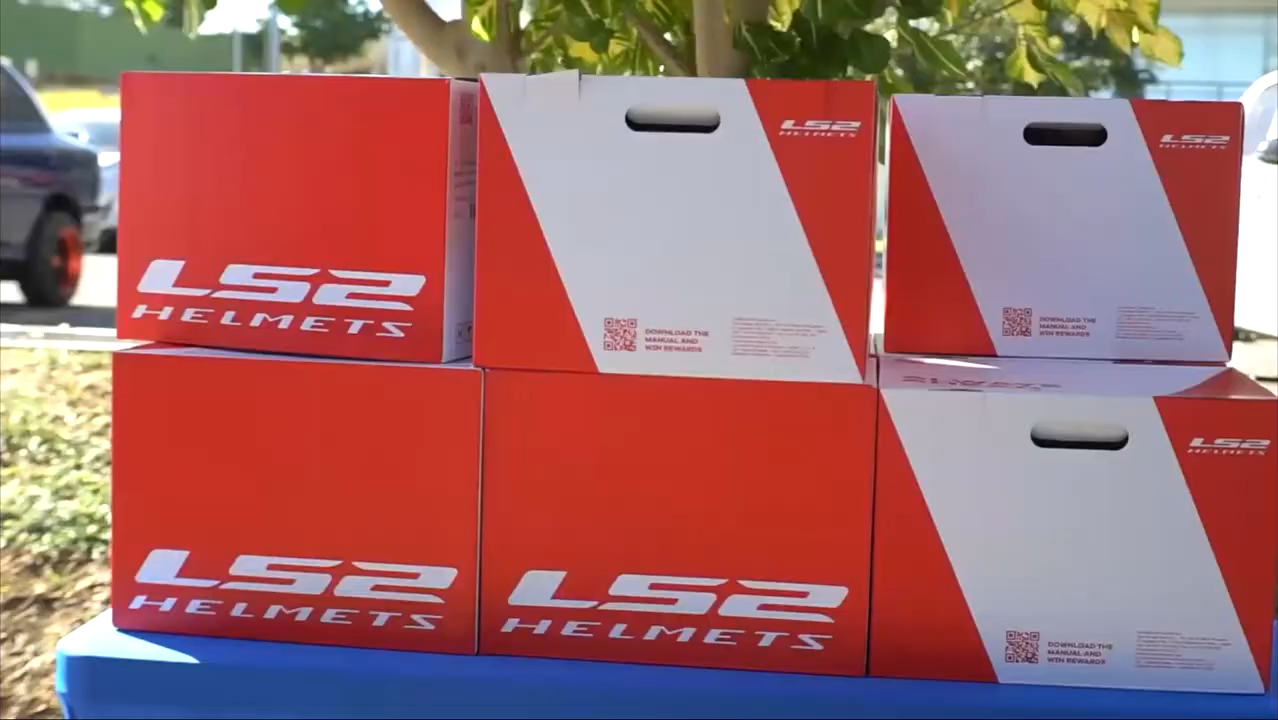 LS2
HELMETS
LS2
HELMETS
DOWNLOAD THE
MANUAL AND
WIN REWARDS
LS2
HELMETS
DOWNLOAD THE
MANUAL AND
WIN REWARDS
LS2
HELMETS
LS2
HELMETS
ALWAYS
LS2
HELMETS
DOWNLOAD THE
MANUAL AND
WIN REWARDS